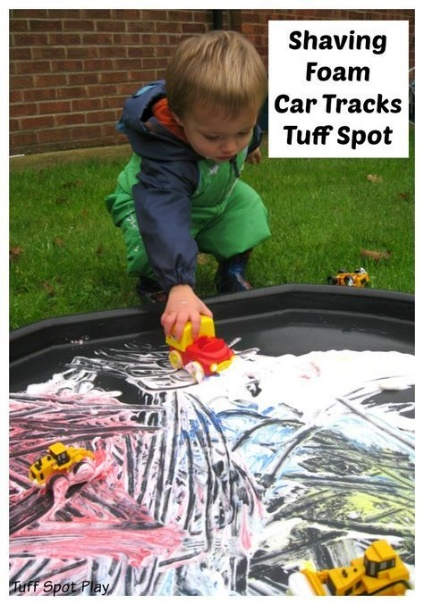 Shaving
Foam
Car Tracks
Tuff Spot
Tuff Spot Play